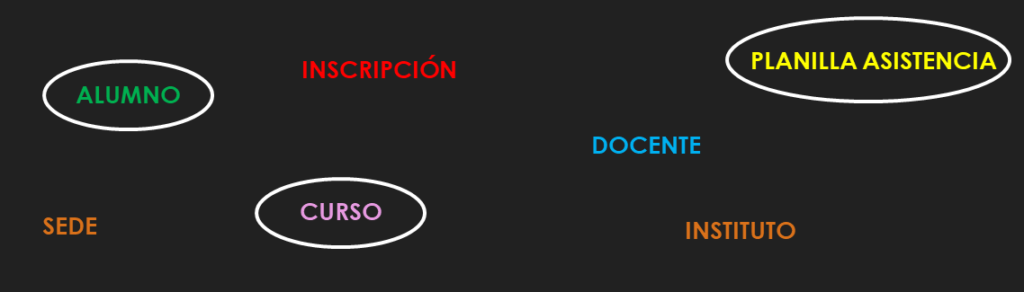 PLANILLA ASISTENCIA
INSCRIPCIÓN
ALUMNO
DOCENTE
CURSO
SEDE
INSTITUTO